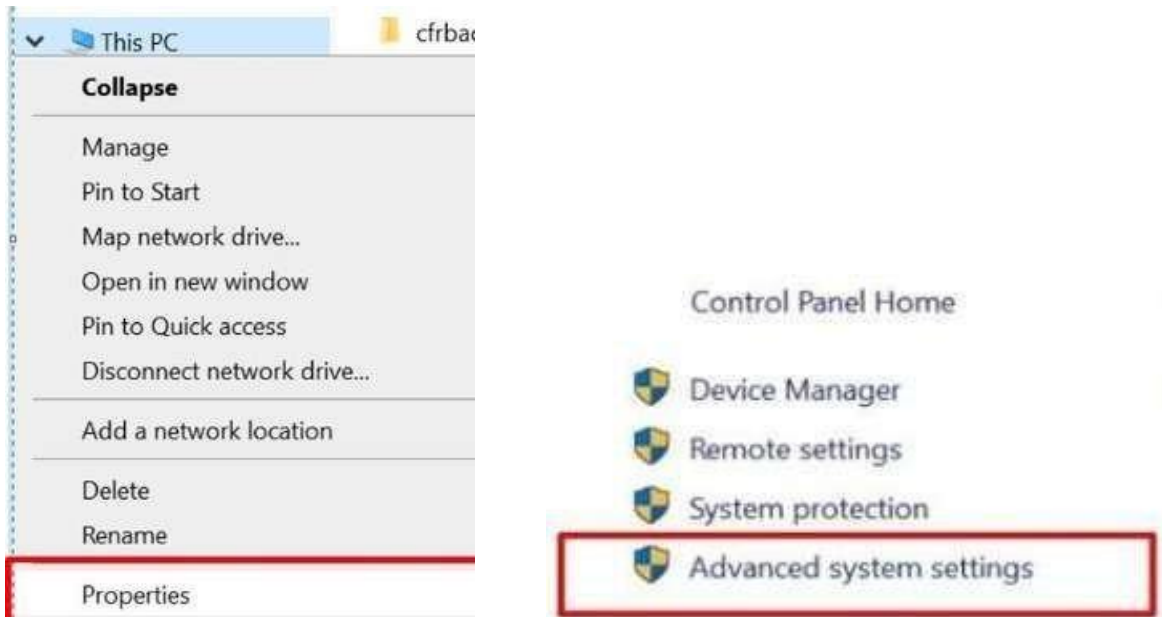 This PC
cfrbac
Collapse
Manage
Pin to Start
Map network drive...
Open in new window
Pin to Quick access
Disconnect network drive...
Add a network location
Delete
Rename
Properties
Control Panel Home
Device Manager
Remote settings
System protection
Advanced system settings